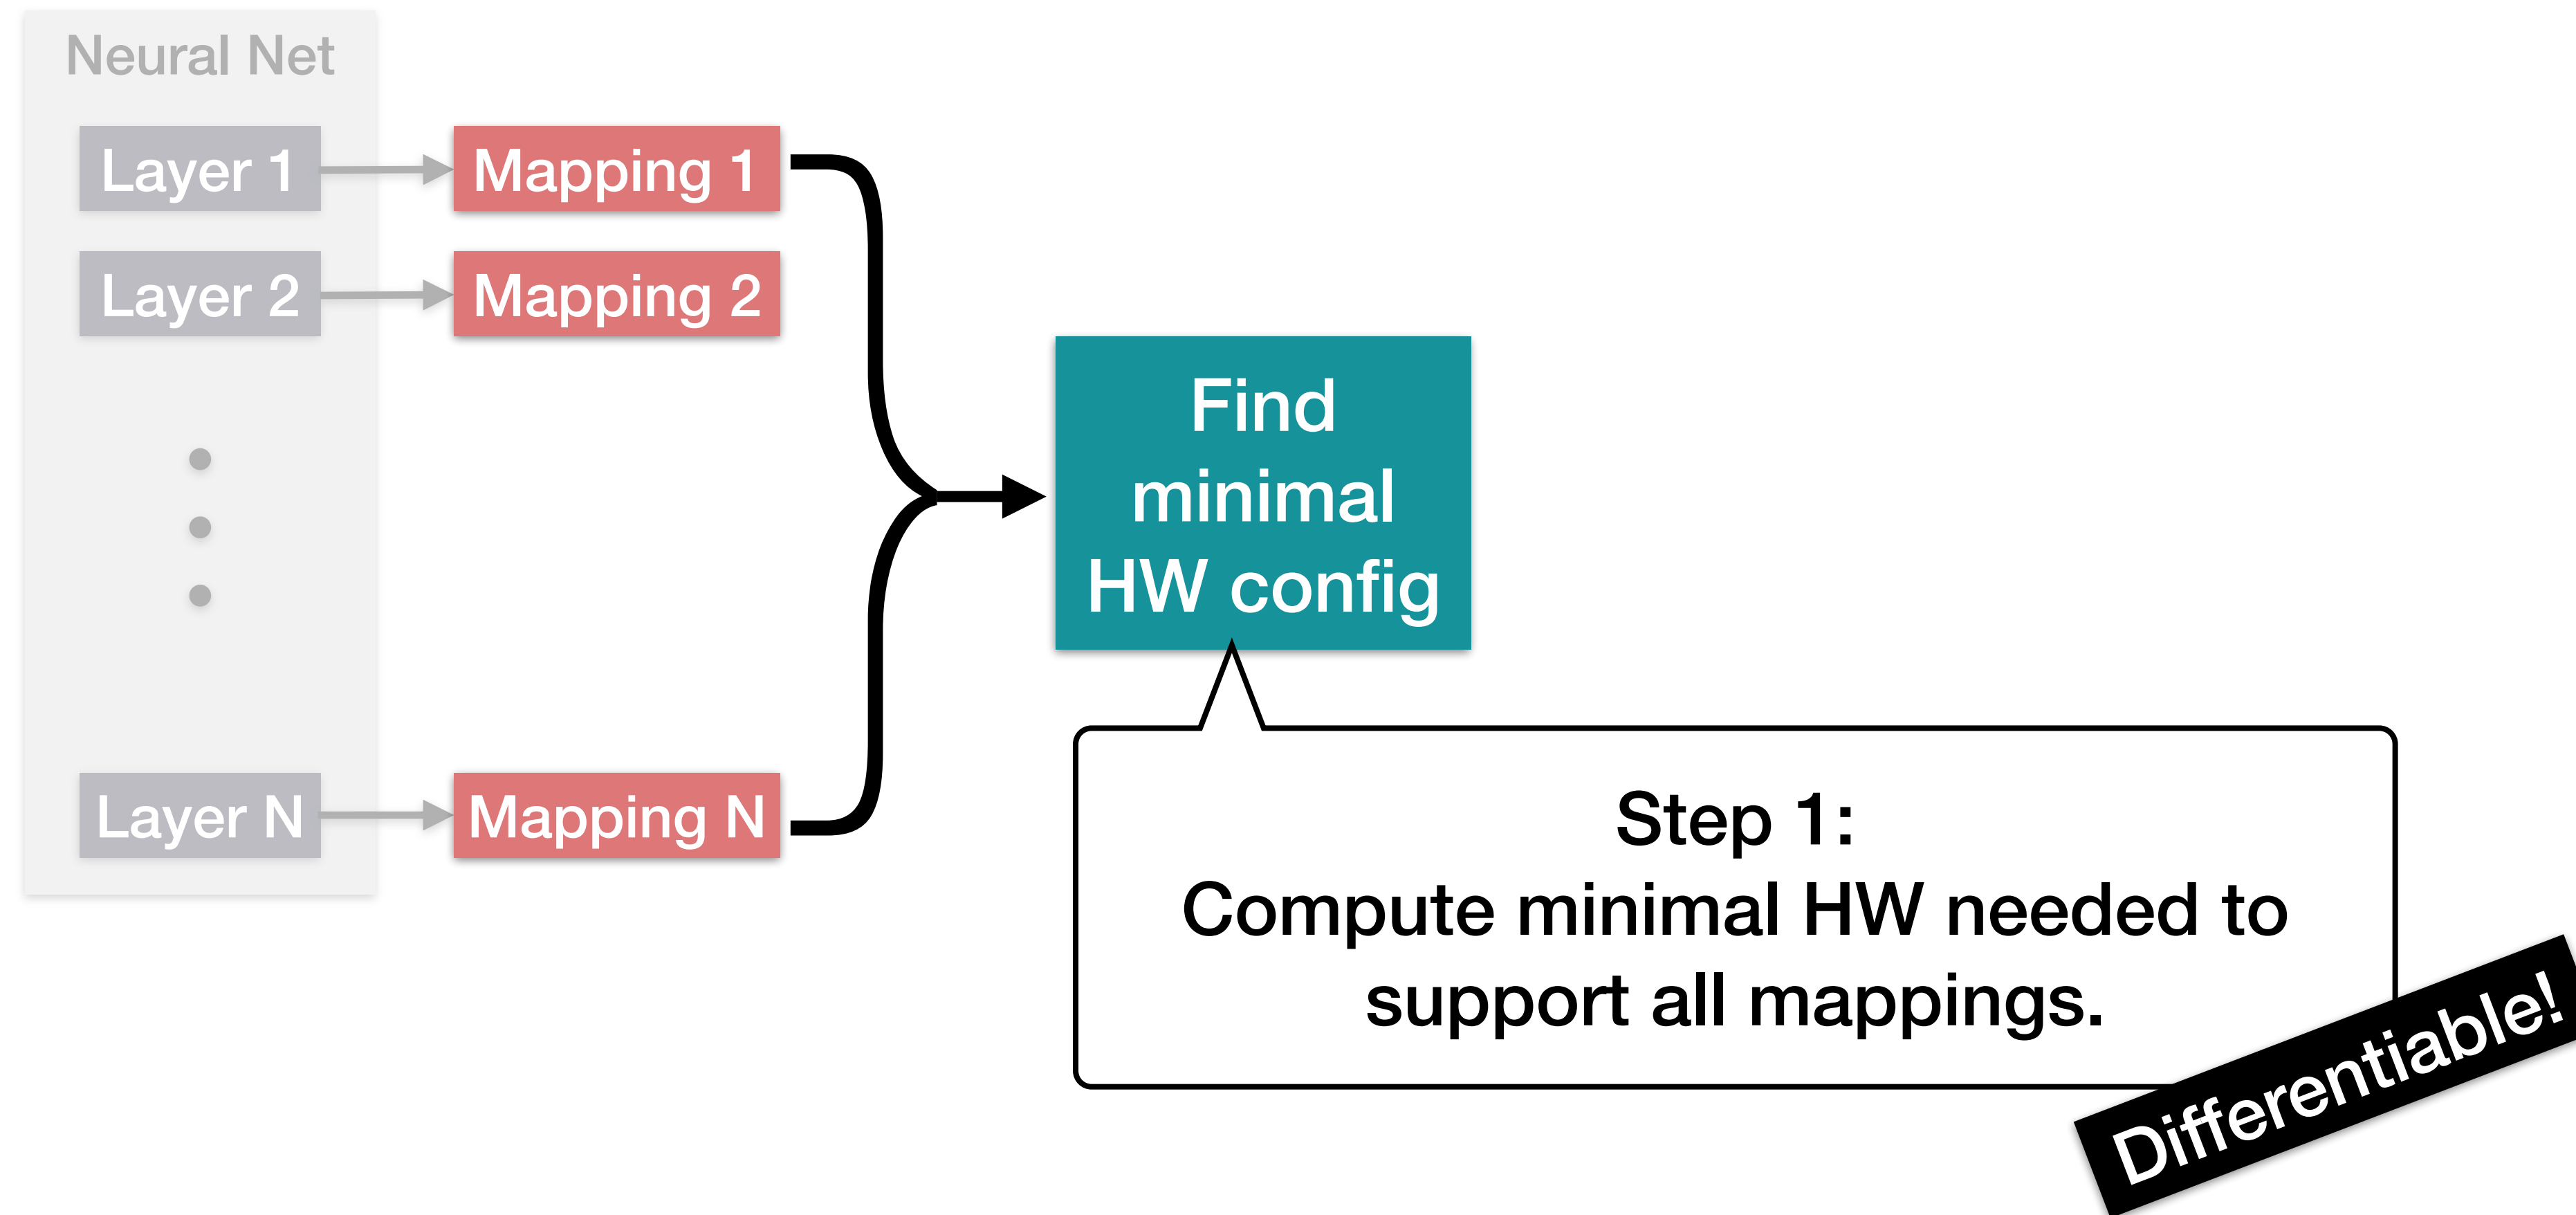 Neural Net
Layer 1
Mapping 1
Layer 2
Mapping 2
Layer N
Mapping N
Find
minimal
HW config
Step 1:
Compute minimal HW needed to
support all mappings.
Differentiable!